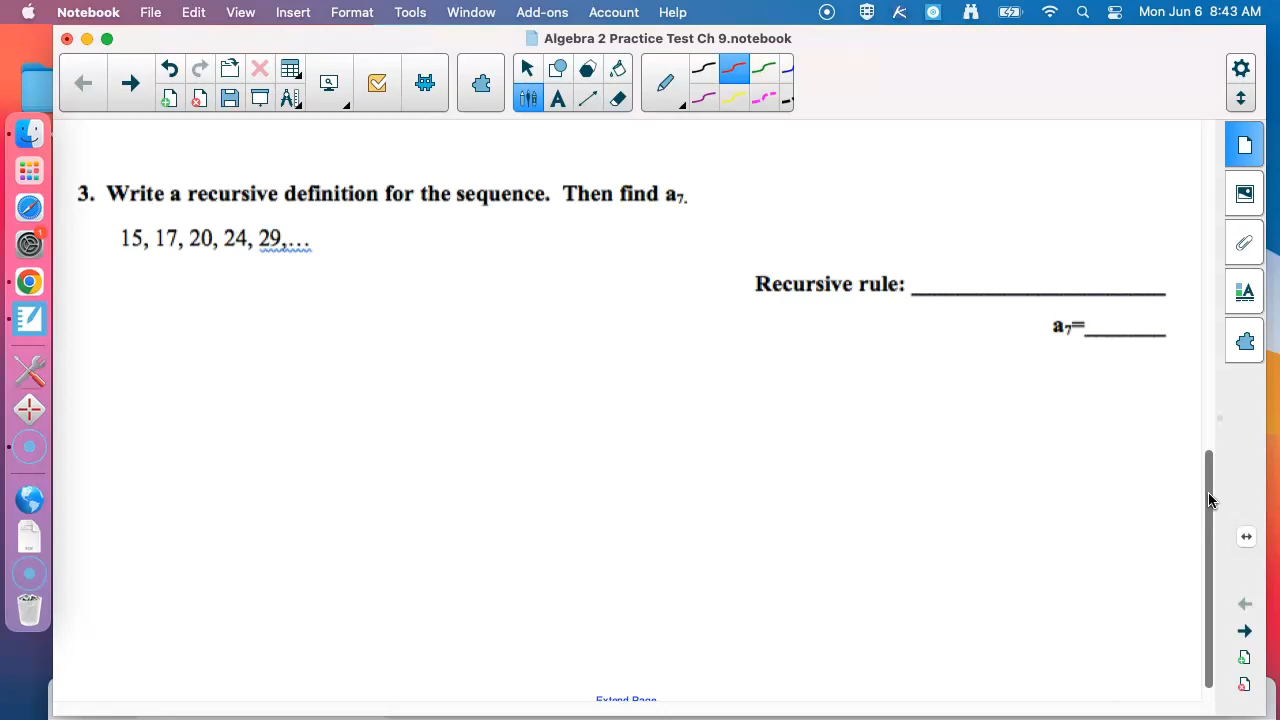 Notebook File Edit View Insert Format Tools Window Add-ons Account Help Mon Jun 6 8:43 AM
Algebra 2 Practice Test Ch 9.notebook
3. Write a recursive definition for the sequence. Then find a₇.
15, 17, 20, 24, 29,...
Recursive rule: ____________________
a₇=_______
Extend Page